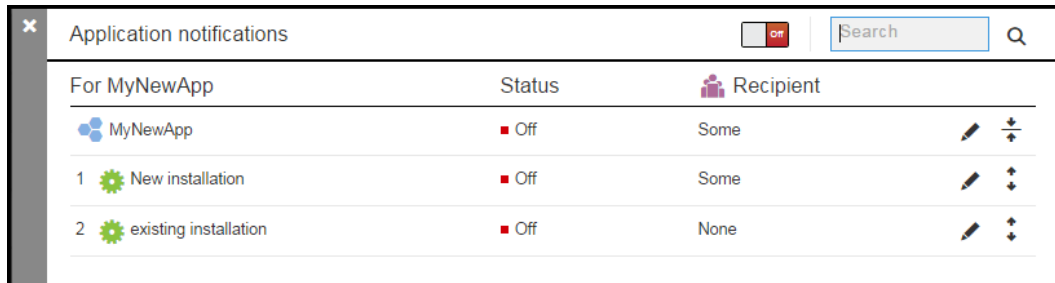 Application notifications Off Search
For MyNewApp Status Recipient
MyNewApp Off Some
1 New installation Off Some
2 existing installation Off None